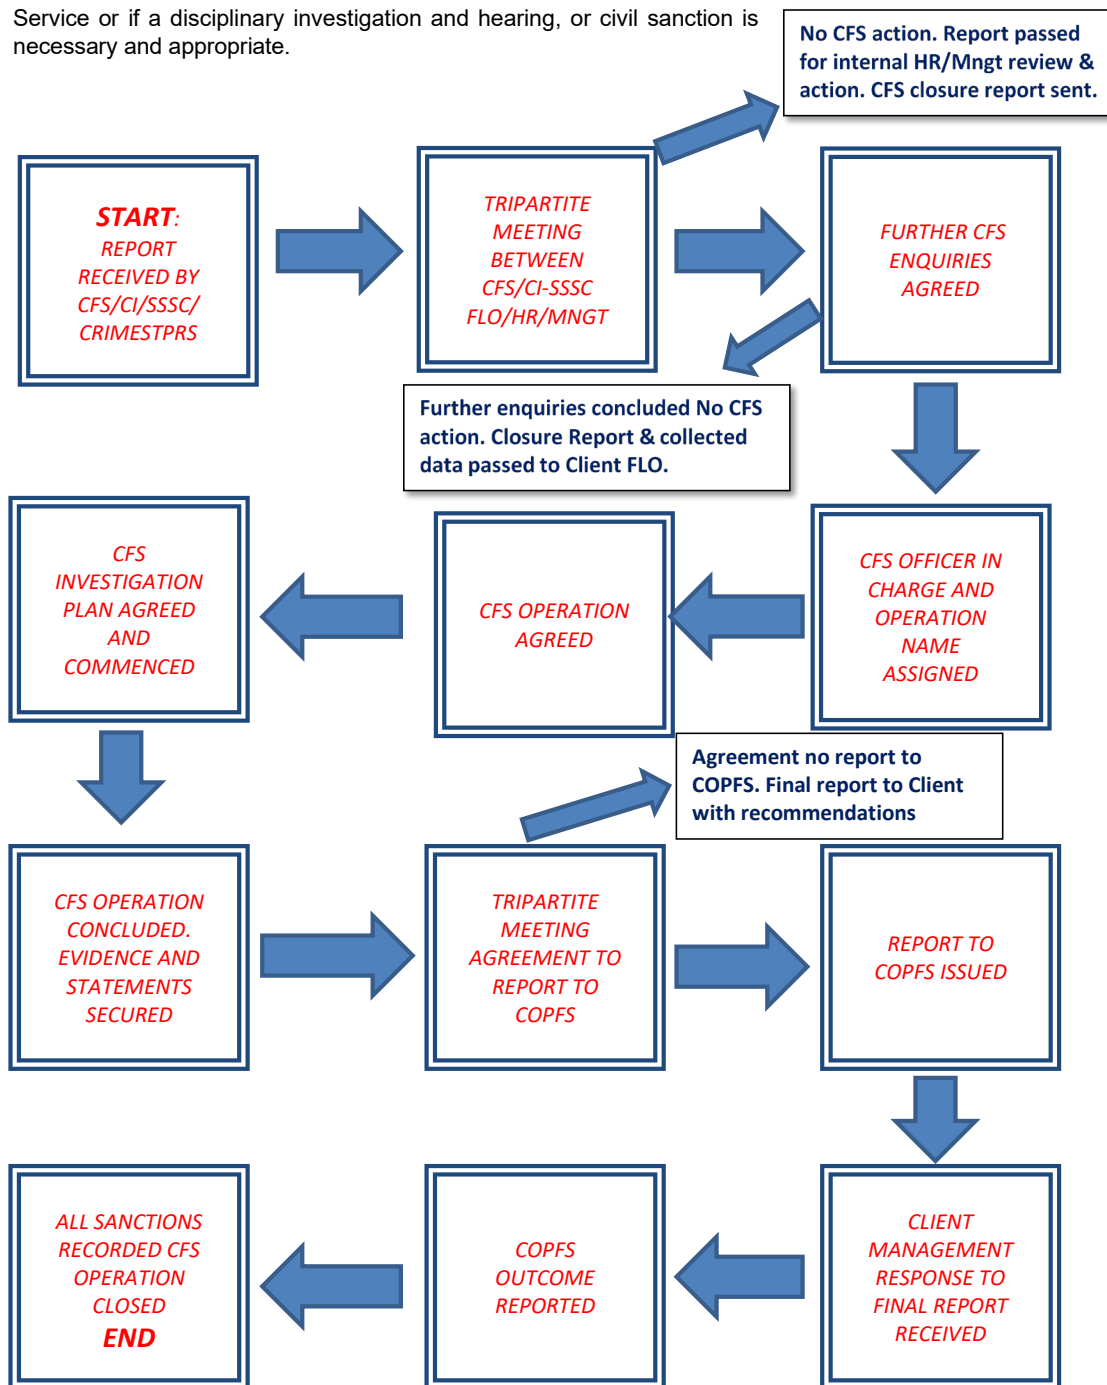 Service or if a disciplinary investigation and hearing, or civil sanction is
necessary and appropriate.
No CFS action. Report passed
for internal HR/Mngt review &
action. CFS closure report sent.
START:
REPORT
RECEIVED BY
CFS/CI/SSSC/
CRIMESTPRS
TRIPARTITE
MEETING
BETWEEN
CFS/CI-SSSC
FLO/HR/MNGT
FURTHER CFS
ENQUIRIES
AGREED
Further enquiries concluded No CFS
action. Closure Report & collected
data passed to Client FLO.
CFS OFFICER IN
CHARGE AND
OPERATION
NAME
ASSIGNED
CFS OPERATION
AGREED
CFS
INVESTIGATION
PLAN AGREED
AND
COMMENCED
Agreement no report to
COPFS. Final report to Client
with recommendations
CFS OPERATION
CONCLUDED.
EVIDENCE AND
STATEMENTS
SECURED
TRIPARTITE
MEETING
AGREEMENT TO
REPORT TO
COPFS
REPORT TO
COPFS ISSUED
CLIENT
MANAGEMENT
RESPONSE TO
FINAL REPORT
RECEIVED
COPFS
OUTCOME
REPORTED
ALL SANCTIONS
RECORDED CFS
OPERATION
CLOSED
END